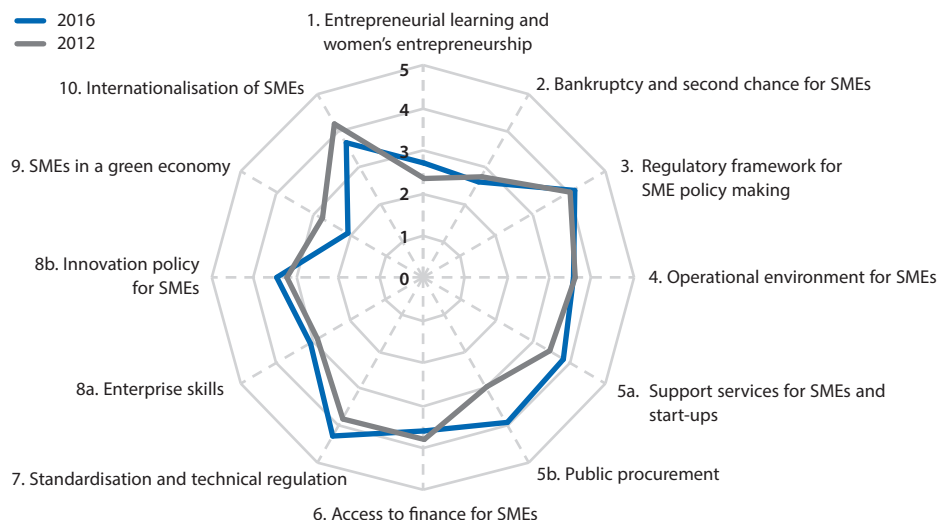 2016
2012
1. Entrepreneurial learning and
women's entrepreneurship
2. Bankruptcy and second chance for SMEs
3. Regulatory framework for
SME policy making
4. Operational environment for SMEs
5a. Support services for SMEs and
start-ups
5b. Public procurement
6. Access to finance for SMEs
7. Standardisation and technical regulation
8a. Enterprise skills
8b. Innovation policy
for SMEs
9. SMEs in a green economy
10. Internationalisation of SMEs
5
4
3
2
1
0